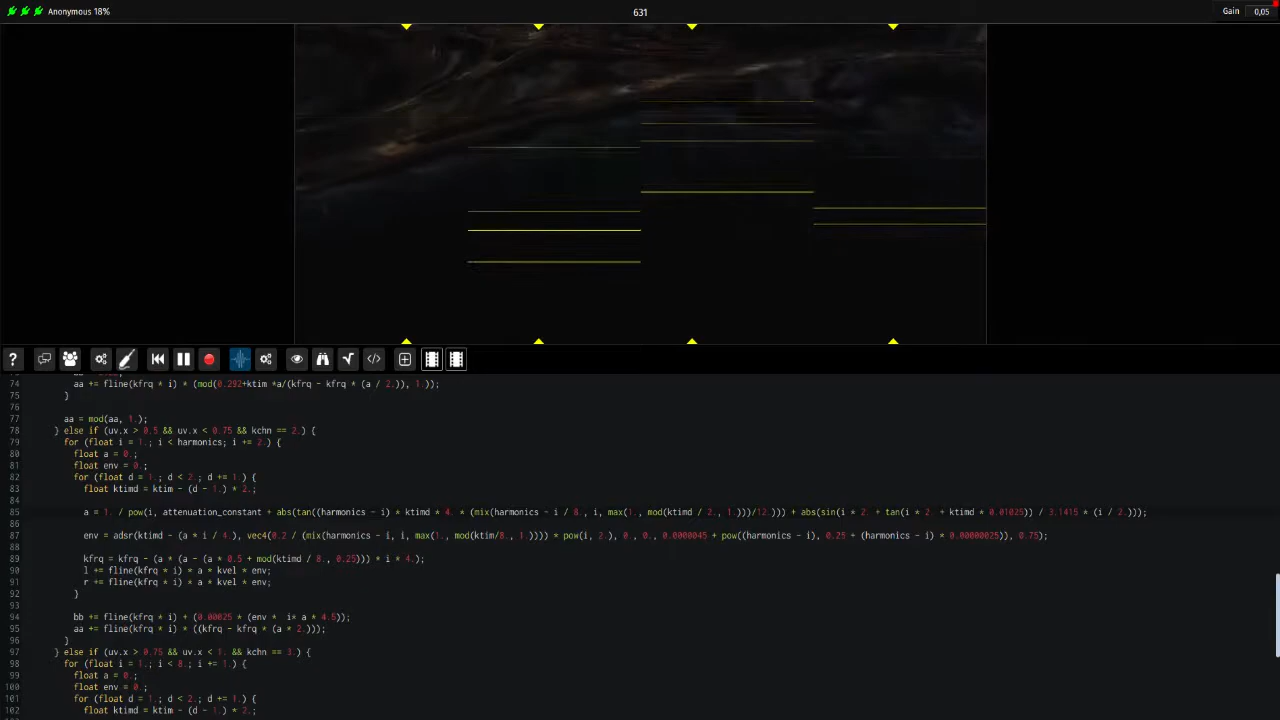 Anonymous 18%
631
Gain 0,05
74 aa += fline(kfrq * i) * (mod(0.292+ktim *a/(kfrq - kfrq * (a / 2.)), 1.));
75 }
76
77 aa = mod(aa, 1.);
78 } else if (uv.x > 0.5 && uv.x < 0.75 && kchn == 2.) {
79 for (float i = 1.; i < harmonics; i += 2.) {
80 float a = 0.;
81 float env = 0.;
82 for (float d = 1.; d < 2.; d += 1.) {
83 float ktimd = ktim - (d - 1.) * 2.;
84
85 a = 1. / pow(i, attenuation_constant + abs(tan((harmonics - i) * ktimd * 4. * (mix(harmonics - i / 8., i, max(1., mod(ktimd / 2., 1.)))/12.))) + abs(sin(i * 2. + tan(i * 2. + ktimd * 0.01025)) / 3.1415 * (i / 2.)));
86
87 env = adsr(ktimd - (a * i / 4.), vec4(0.2 / (mix(harmonics - i, i, max(1., mod(ktim/8., 1.)))) * pow(i, 2.), 0., 0., 0.0000045 + pow((harmonics - i), 0.25 + (harmonics - i) * 0.00000025)), 0.75);
88
89 kfrq = kfrq - (a * (a - (a * 0.5 + mod(ktimd / 8., 0.25))) * i * 4.);
90 l += fline(kfrq * i) * a * kvel * env;
91 r += fline(kfrq * i) * a * kvel * env;
92 }
93
94 bb += fline(kfrq * i) + (0.00025 * (env *  i* a * 4.5));
95 aa += fline(kfrq * i) * ((kfrq - kfrq * (a * 2.)));
96 }
97 } else if (uv.x > 0.75 && uv.x < 1. && kchn == 3.) {
98 for (float i = 1.; i < 8.; i += 1.) {
99 float a = 0.;
100 float env = 0.;
101 for (float d = 1.; d < 2.; d += 1.) {
102 float ktimd = ktim - (d - 1.) * 2.;